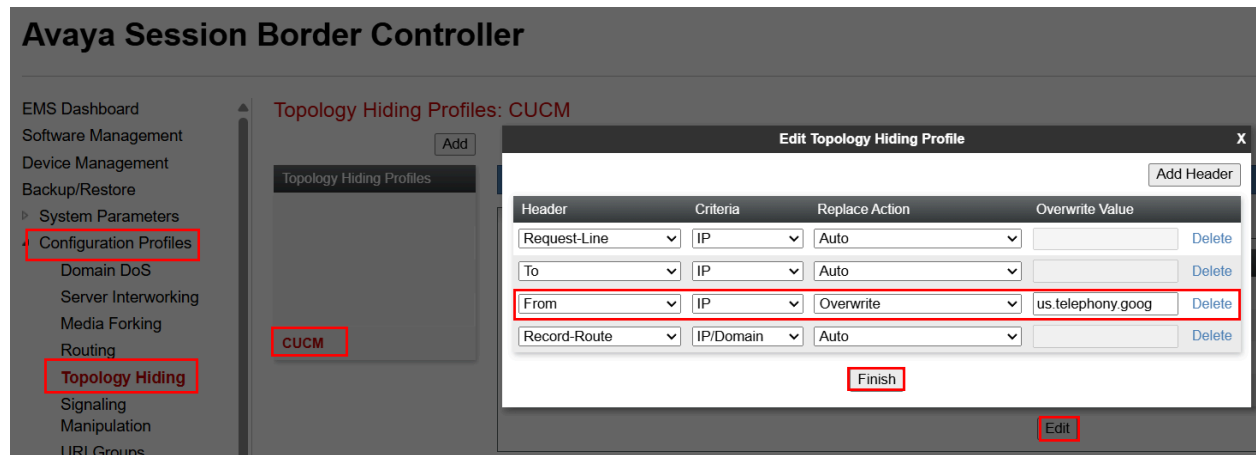 Avaya Session Border Controller
EMS Dashboard
Software Management
Device Management
Backup/Restore
System Parameters
Configuration Profiles
Domain DoS
Server Interworking
Media Forking
Routing
Topology Hiding
Signaling
Manipulation
URI Groups
Topology Hiding Profiles: CUCM
Add
Topology Hiding Profiles
CUCM
Edit Topology Hiding Profile X
Add Header
Header Criteria Replace Action Overwrite Value
Request-Line IP Auto Delete
To IP Auto Delete
From IP Overwrite us.telephony.goog Delete
Record-Route IP/Domain Auto Delete
Finish
Edit